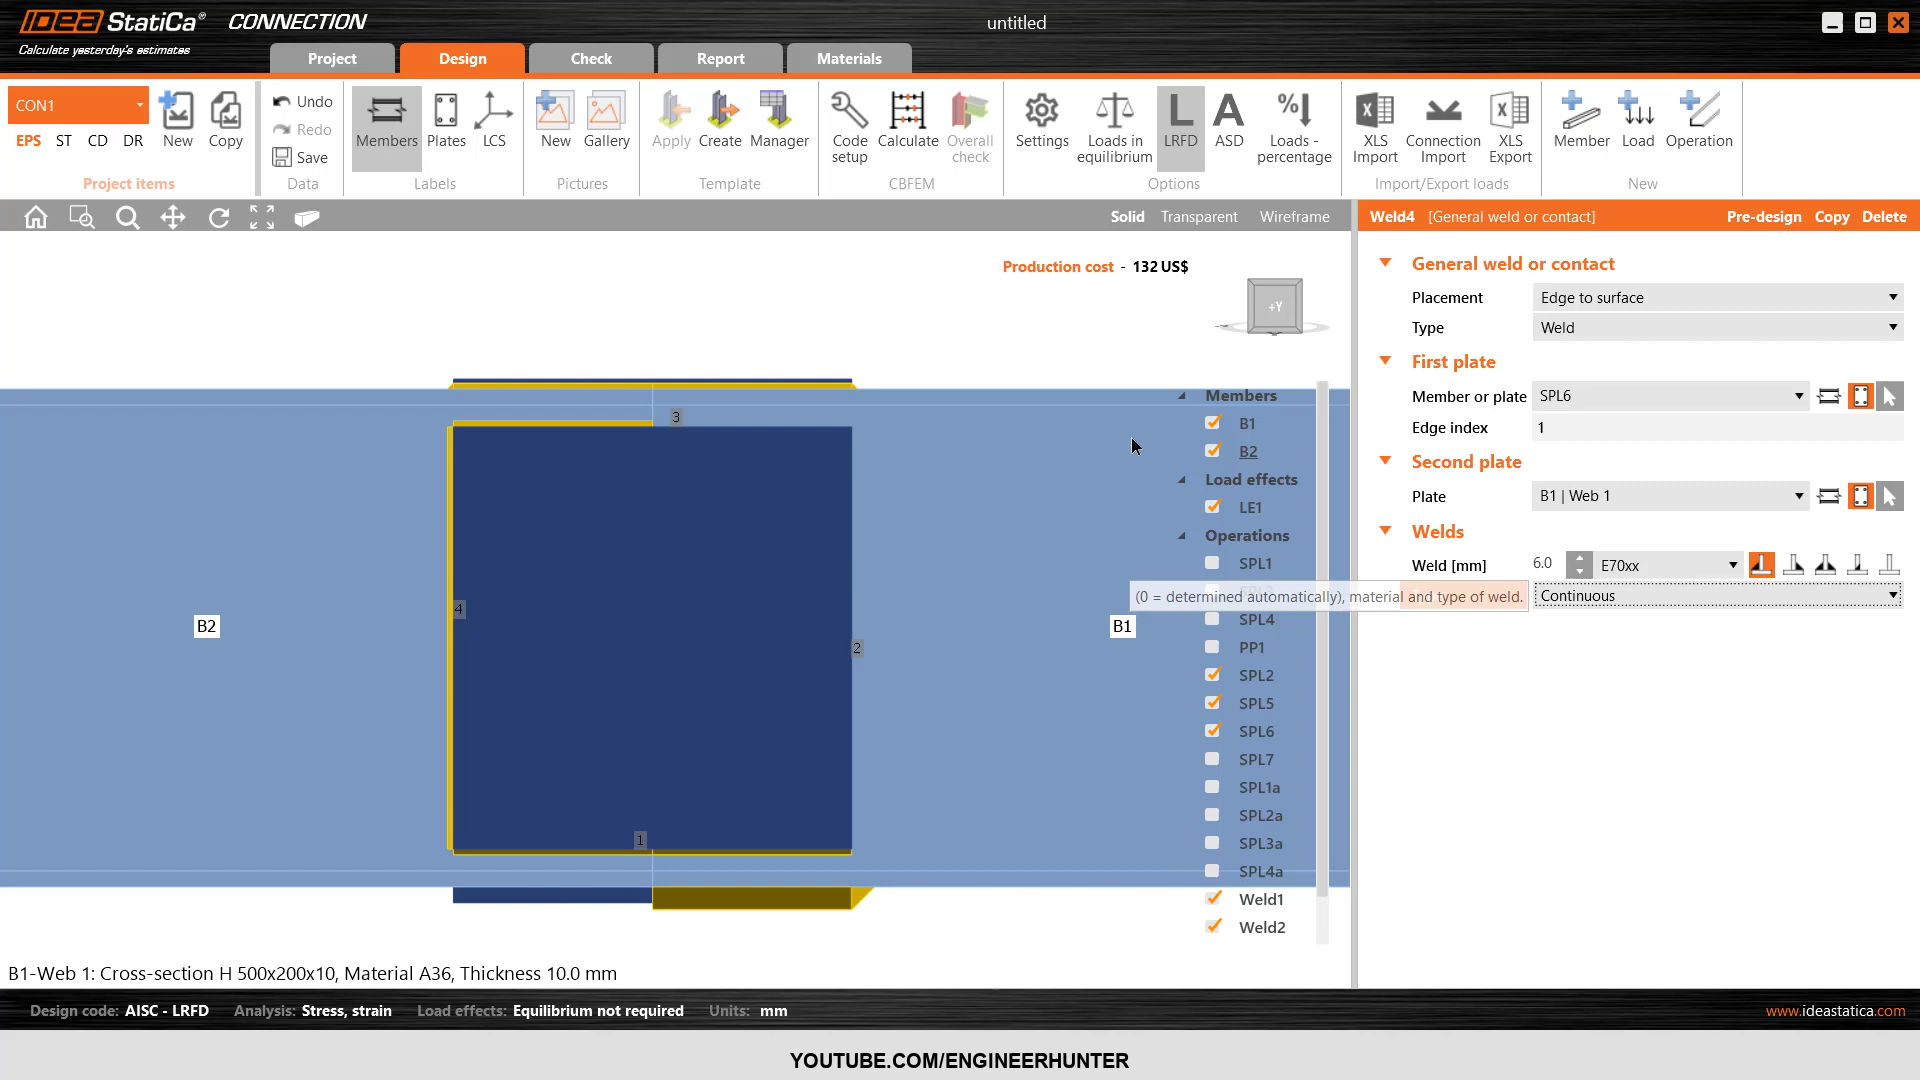 IDEA StatiCa® CONNECTION
Calculate yesterday's estimates
untitled
Project
Design
Check
Report
Materials
CON1
EPS ST CD DR
New
Copy
Project items
Undo
Redo
Save
Data
Members
Plates
LCS
Labels
New
Gallery
Pictures
Apply
Create
Manager
Template
Code setup
Calculate
Overall check
CBFEM
Settings
Loads in equilibrium
LRFD
ASD
Loads - percentage
Options
XLS Import
Connection Import
XLS Export
Import/Export loads
Member
Load
Operation
New
Solid Transparent Wireframe
Weld4 [General weld or contact]
Pre-design Copy Delete
Production cost - 132 US$
+Y
General weld or contact
Placement Edge to surface
Type Weld
First plate
Member or plate SPL6
Edge index 1
Second plate
Plate B1 | Web 1
Welds
Weld [mm] 6.0 E70xx
(0 = determined automatically), material and type of weld.
Continuous
Members
B1
B2
Load effects
LE1
Operations
SPL1
SPL4
PP1
SPL2
SPL5
SPL6
SPL7
SPL1a
SPL2a
SPL3a
SPL4a
Weld1
Weld2
3
4
2
1
B2
B1
B1-Web 1: Cross-section H 500x200x10, Material A36, Thickness 10.0 mm
Design code: AISC - LRFD Analysis: Stress, strain Load effects: Equilibrium not required Units: mm
www.ideastatica.com
YOUTUBE.COM/ENGINEERHUNTER